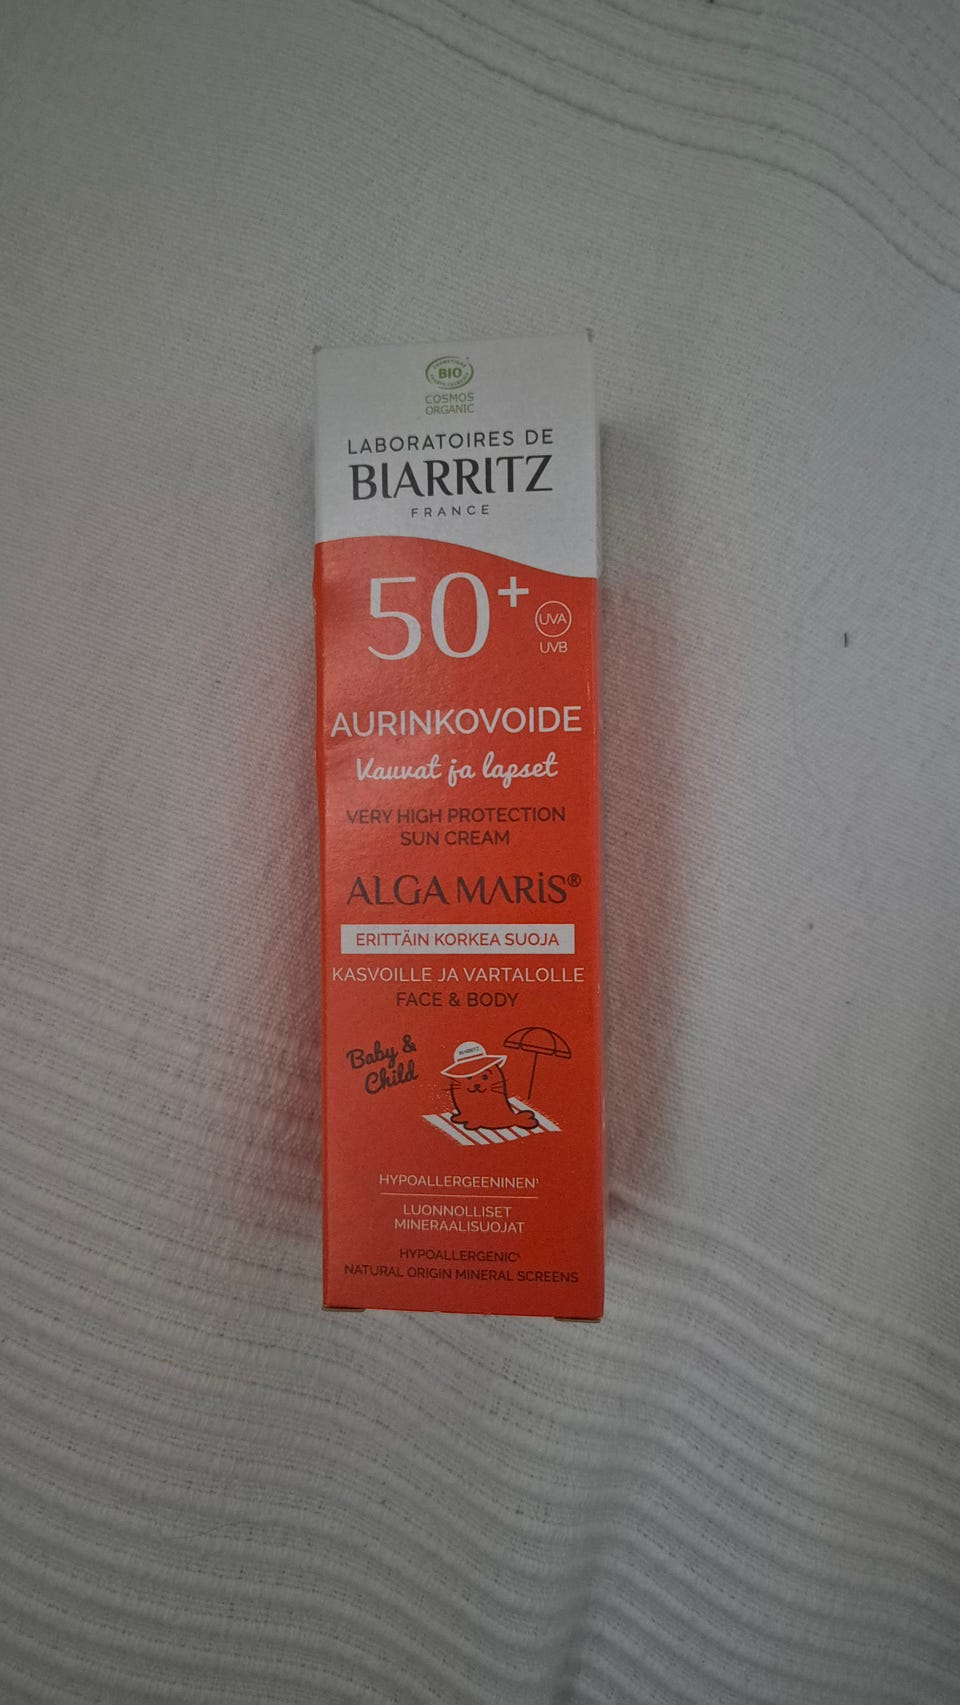 BIO
COSMOS
ORGANIC
LABORATOIRES DE
BIARRITZ
FRANCE
50+
UVA
UVB
AURINKOVOIDE
Vauvat ja lapset
VERY HIGH PROTECTION
SUN CREAM
ALGA MARiS®
ERITTÄIN KORKEA SUOJA
KASVOILLE JA VARTALOLLE
FACE & BODY
Baby &
Child
BIARRITZ
HYPOALLERGEENINEN¹
LUONNOLLISET
MINERAALISUOJAT
HYPOALLERGENIC¹
NATURAL ORIGIN MINERAL SCREENS